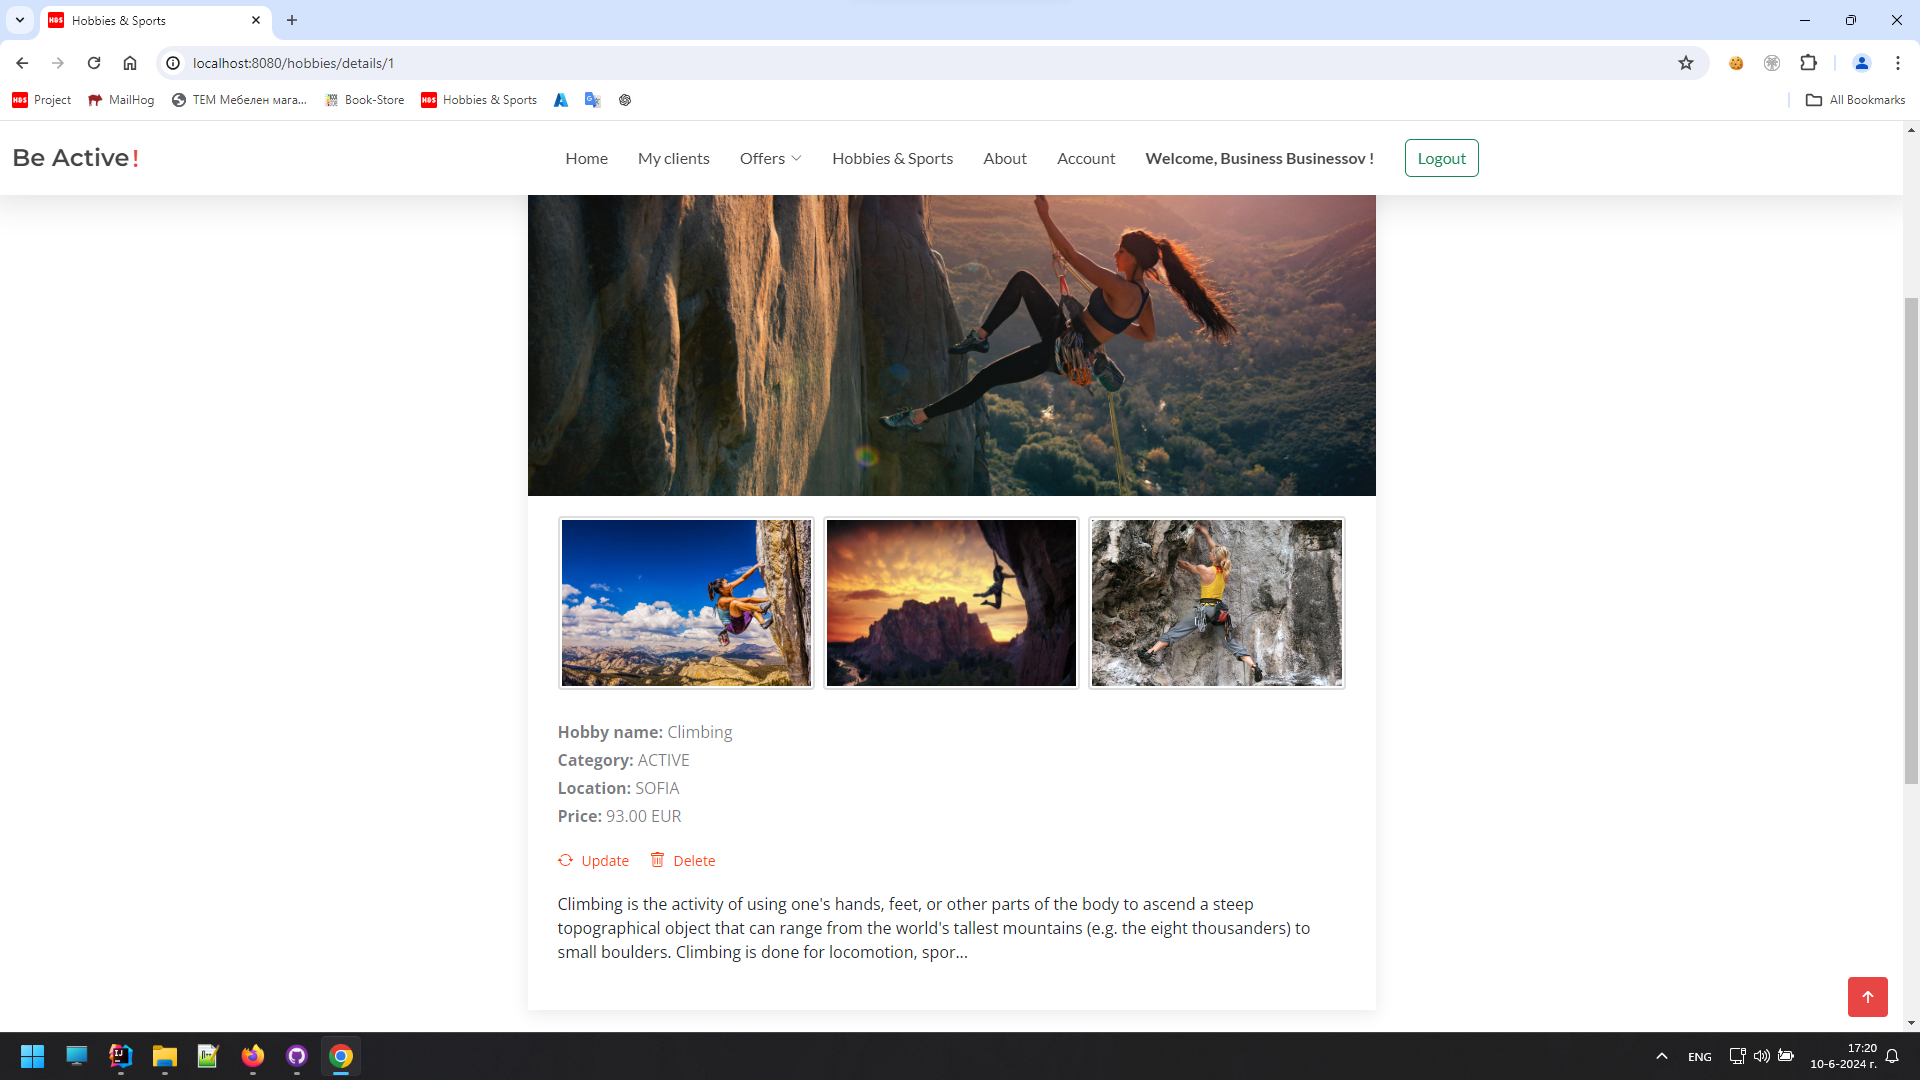 Hobbies & Sports
localhost:8080/hobbies/details/1
Project MailHog ТЕМ Мебелен мага... Book-Store Hobbies & Sports All Bookmarks
Be Active! Home My clients Offers Hobbies & Sports About Account Welcome, Business Businessov ! Logout
Hobby name: Climbing
Category: ACTIVE
Location: SOFIA
Price: 93.00 EUR
Update Delete
Climbing is the activity of using one's hands, feet, or other parts of the body to ascend a steep
topographical object that can range from the world's tallest mountains (e.g. the eight thousanders) to
small boulders. Climbing is done for locomotion, spor...
ENG
17:20
10-6-2024 г.